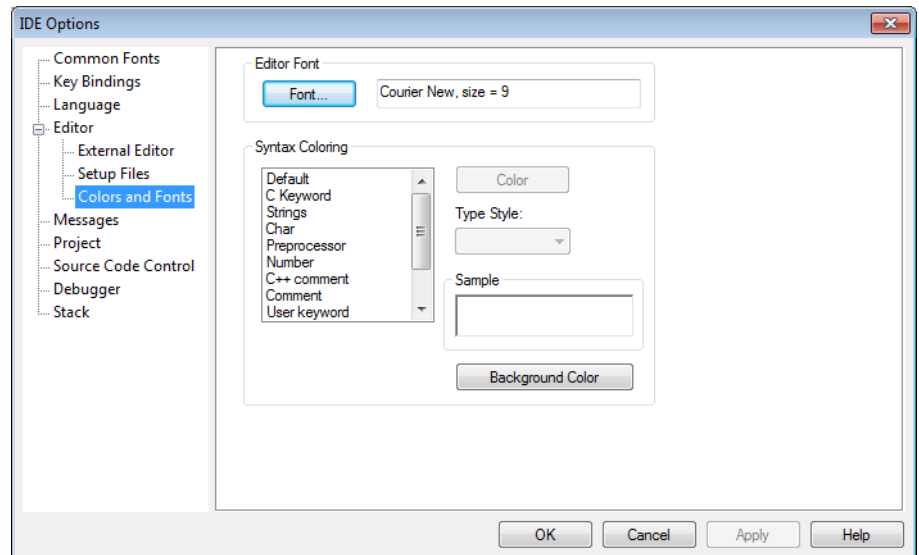 IDE Options
Common Fonts
Key Bindings
Language
Editor
External Editor
Setup Files
Colors and Fonts
Messages
Project
Source Code Control
Debugger
Stack
Editor Font
Font...
Courier New, size = 9
Syntax Coloring
Default
C Keyword
Strings
Char
Preprocessor
Number
C++ comment
Comment
User keyword
Color
Type Style:
Sample
Background Color
OK
Cancel
Apply
Help